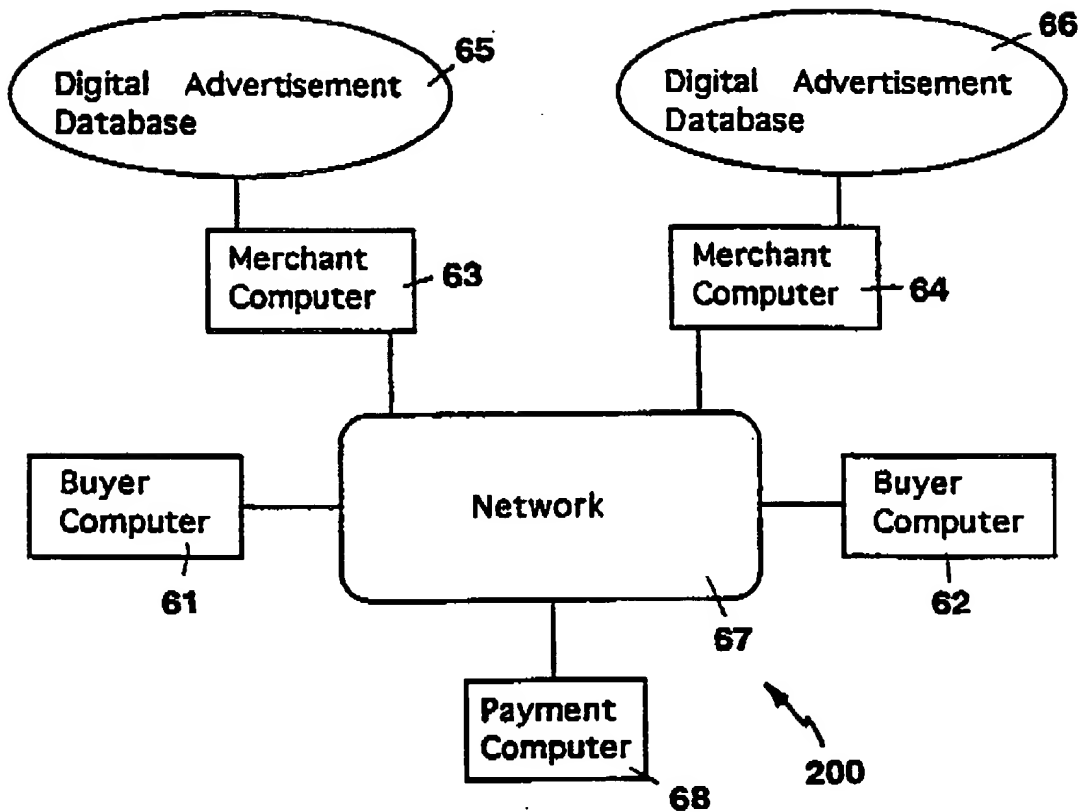 65
Digital Advertisement
Database
66
Digital Advertisement
Database
Merchant
Computer
63
Merchant
Computer
64
Buyer
Computer
61
Network
67
Buyer
Computer
62
Payment
Computer
68
200